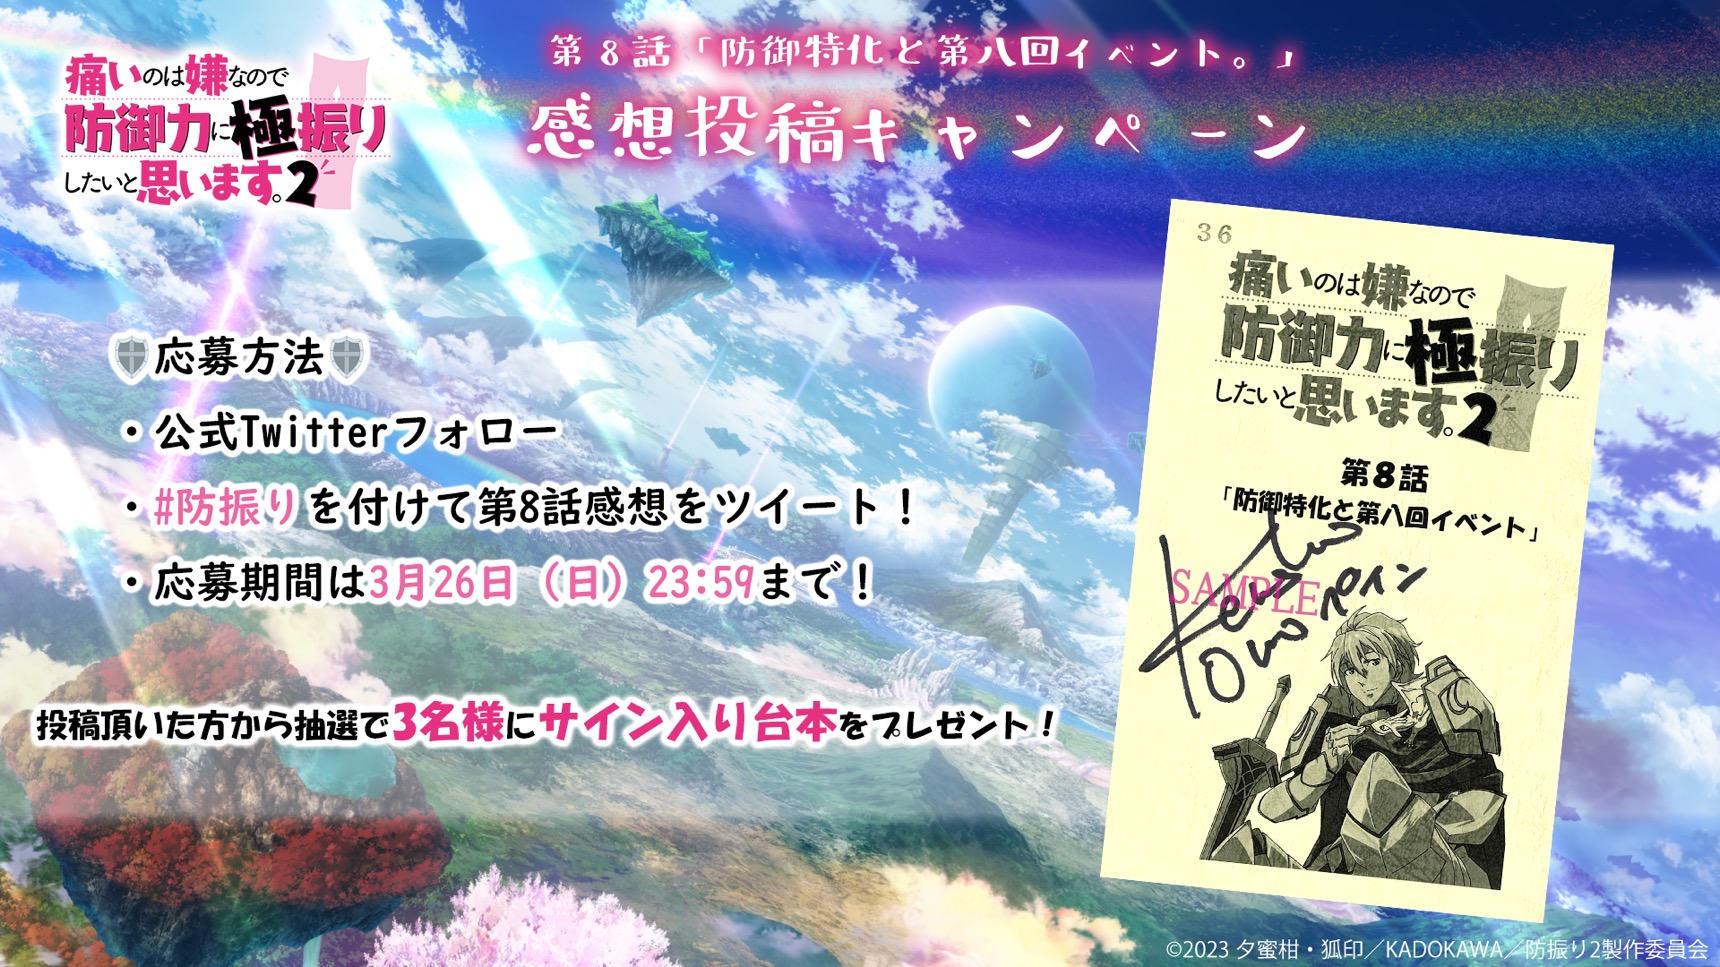 痛いのは嫌なので
防御力に極振り
したいと思います。2
第8話「防御特化と第八回イベント。」
感想投稿キャンペーン
応募方法
・公式Twitterフォロー
・#防振りを付けて第8話感想をツイート!
・応募期間は3月26日(日)23:59まで!
投稿頂いた方から抽選で3名様にサイン入り台本をプレゼント!
36
痛いのは嫌なので
防御力に極振り
したいと思います。2
第8話
「防御特化と第八回イベント」
SAMPLE
ペイン
©2023 夕蜜柑・狐印/KADOKAWA/防振り2製作委員会